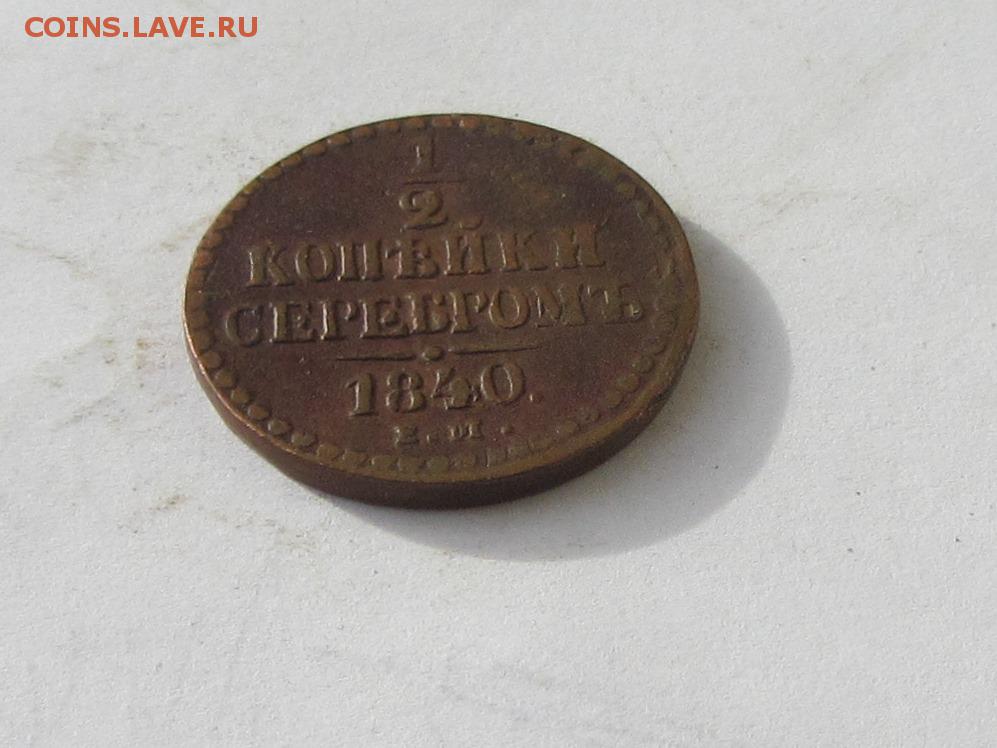 COINS.LAVE.RU
1
2.
КОПѢЙКИ
СЕРЕБРОМЪ.
1840.
Е.М.